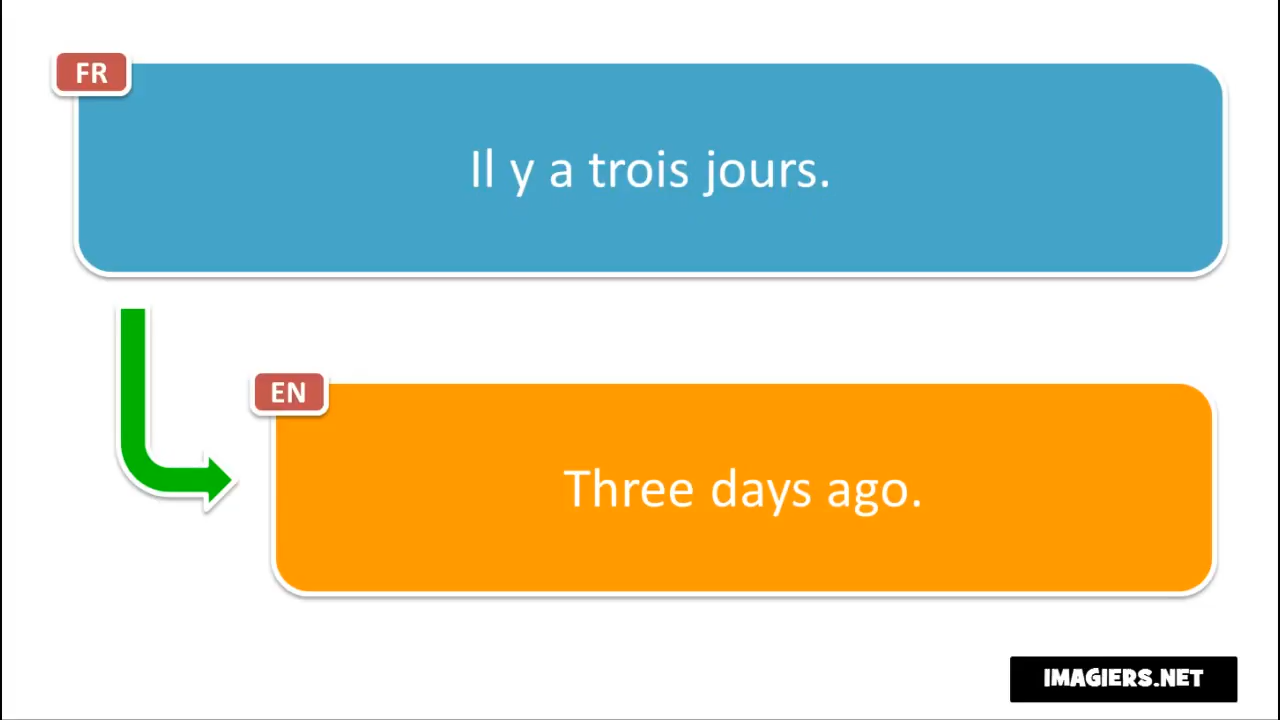 FR
Il y a trois jours.
EN
Three days ago.
IMAGIERS.NET